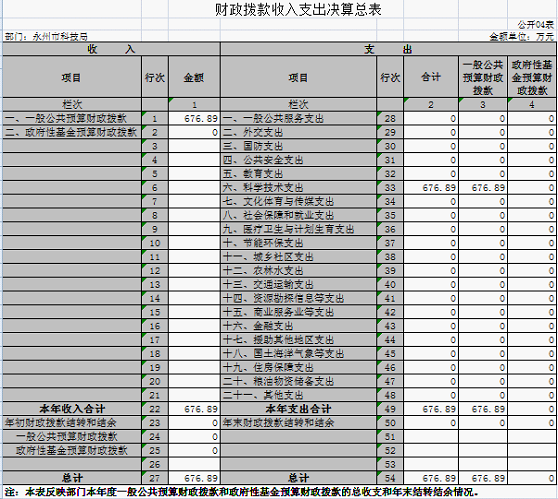 财政拨款收入支出决算总表
公开04表
部门：永州市科技局 金额单位：万元
收 入 支 出
项目 行次 金额 项目 行次 合计 一般公共预算财政拨款 政府性基金预算财政拨款
栏次 1 栏次 2 3 4
一、一般公共预算财政拨款 1 676.89 一、一般公共服务支出 28 0 0 0
二、政府性基金预算财政拨款 2 0 二、外交支出 29 0 0 0
3 三、国防支出 30 0 0 0
4 四、公共安全支出 31 0 0 0
5 五、教育支出 32 0 0 0
6 六、科学技术支出 33 676.89 676.89 0
7 七、文化体育与传媒支出 34 0 0 0
8 八、社会保障和就业支出 35 0 0 0
9 九、医疗卫生与计划生育支出 36 0 0 0
10 十、节能环保支出 37 0 0 0
11 十一、城乡社区支出 38 0 0 0
12 十二、农林水支出 39 0 0 0
13 十三、交通运输支出 40 0 0 0
14 十四、资源勘探信息等支出 41 0 0 0
15 十五、商业服务业等支出 42 0 0 0
16 十六、金融支出 43 0 0 0
17 十七、援助其他地区支出 44 0 0 0
18 十八、国土海洋气象等支出 45 0 0 0
19 十九、住房保障支出 46 0 0 0
20 二十、粮油物资储备支出 47 0 0 0
21 二十一、其他支出 48 0 0 0
本年收入合计 22 676.89 本年支出合计 49 676.89 676.89 0
年初财政拨款结转和结余 23 0 年末财政拨款结转和结余 50 0 0 0
一般公共预算财政拨款 24 0 51
政府性基金预算财政拨款 25 0 52
26 53
总计 27 676.89 总计 54 676.89 676.89 0
注：本表反映部门本年度一般公共预算财政拨款和政府性基金预算财政拨款的总收支和年末结转结余情况。